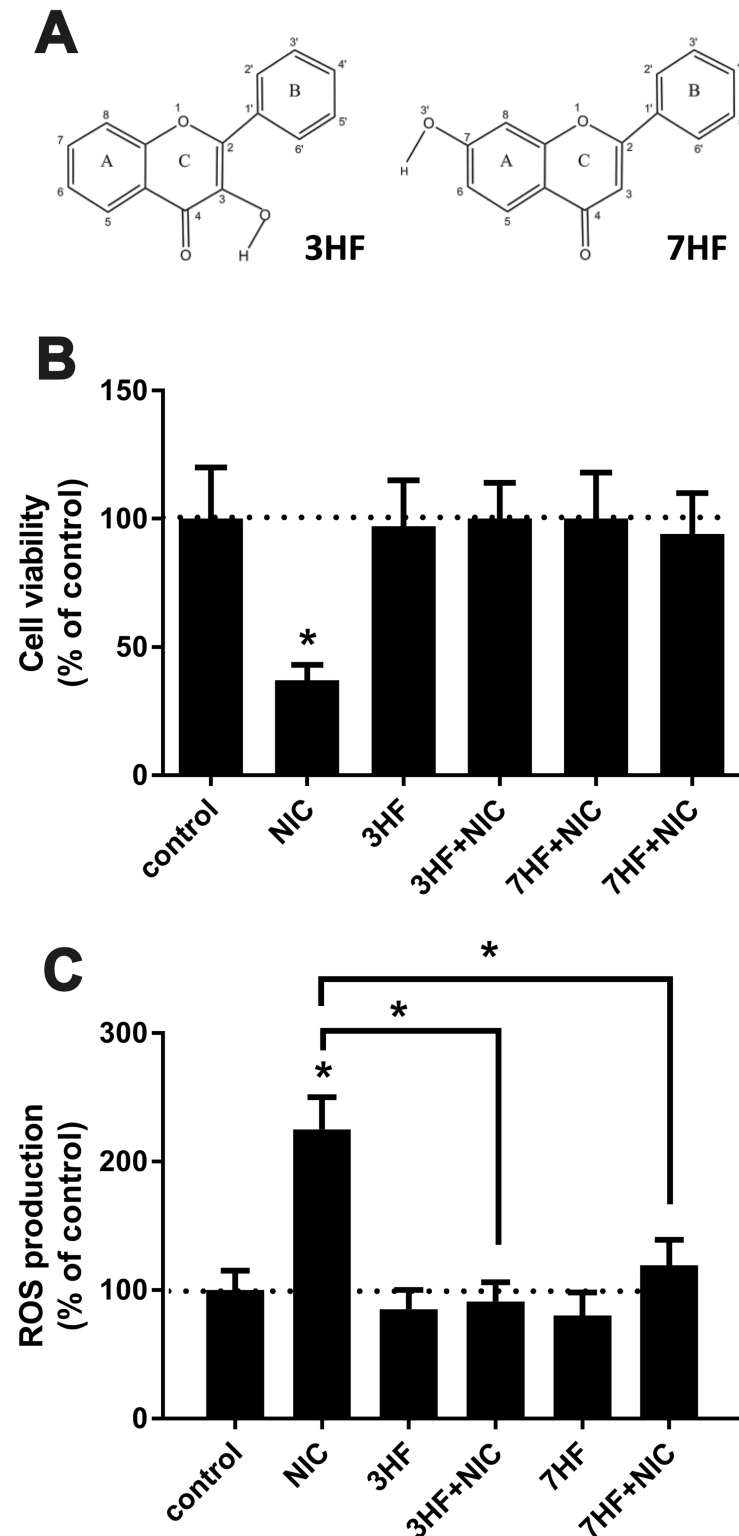 A
8
1
O
2'
3'
4'
B
5'
6'
1'
2
7
A
C
6
5
4
3
O
O
H
3HF
3'
O
H
7
8
1
O
2'
3'
B
1'
2
6'
A
C
6
5
4
3
O
7HF
B
Cell viability
(% of control)
150
100
50
0
*
control
NIC
3HF
3HF+NIC
7HF+NIC
7HF+NIC
C
ROS production
(% of control)
300
200
100
0
*
*
*
control
NIC
3HF
3HF+NIC
7HF
7HF+NIC